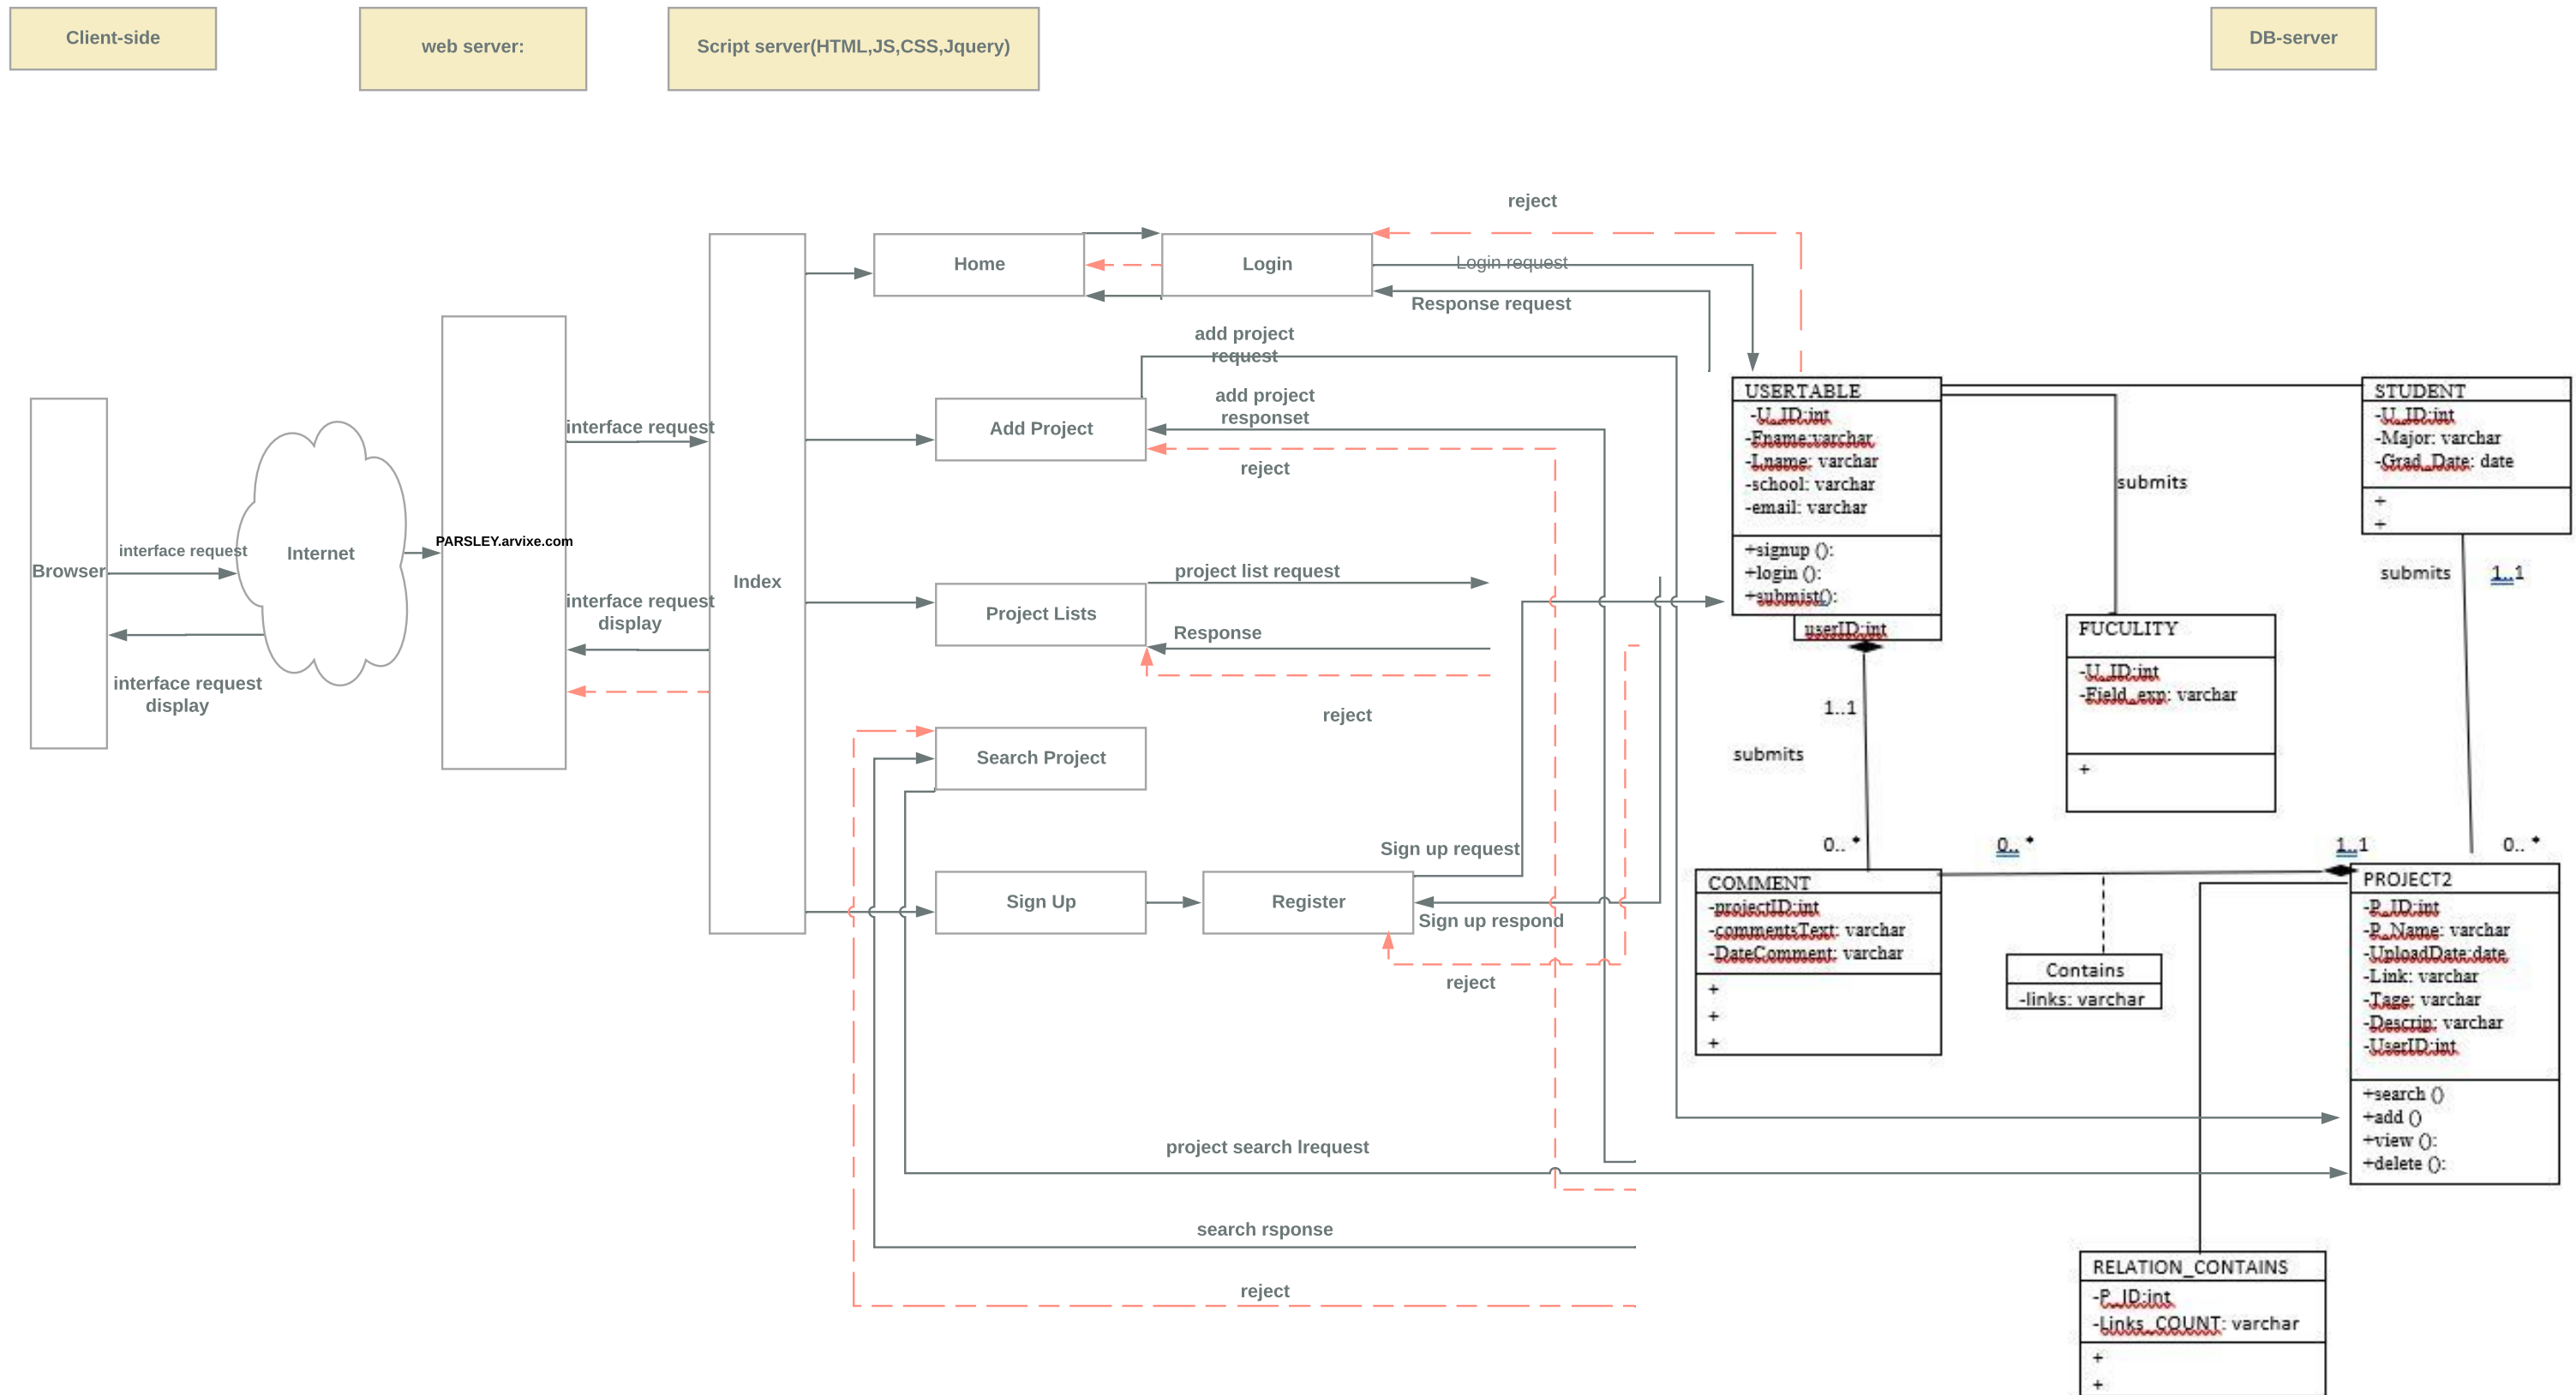 Client-side
web server:
Script server(HTML,JS,CSS,Jquery)
DB-server
Browser
interface request
interface request
display
Internet
PARSLEY.arvixe.com
interface request
interface request
display
Index
Home
Login
reject
Login request
Response request
add project
request
Add Project
add project
responset
reject
Project Lists
project list request
Response
reject
Search Project
Sign Up
Register
Sign up request
Sign up respond
reject
project search lrequest
search rsponse
reject
USERTABLE
-U_ID:int
-Fname:varchar
-Lname: varchar
-school: varchar
-email: varchar
+signup ():
+login ():
+submist():
userID:int
submits
STUDENT
-U_ID:int
-Major: varchar
-Grad_Date: date
+
+
submits
1..1
FUCULITY
-U_ID:int
-Field_exp: varchar
+
1..1
submits
0.. *
0.. *
1..1
0.. *
COMMENT
-projectID:int
-commentsText: varchar
-DateComment: varchar
+
+
+
Contains
-links: varchar
PROJECT2
-P_ID:int
-P_Name: varchar
-UploadDate:date
-Link: varchar
-Tage: varchar
-Descrip: varchar
-UserID:int
+search ()
+add ()
+view ():
+delete ():
RELATION_CONTAINS
-P_ID:int
-Links_COUNT: varchar
+
+